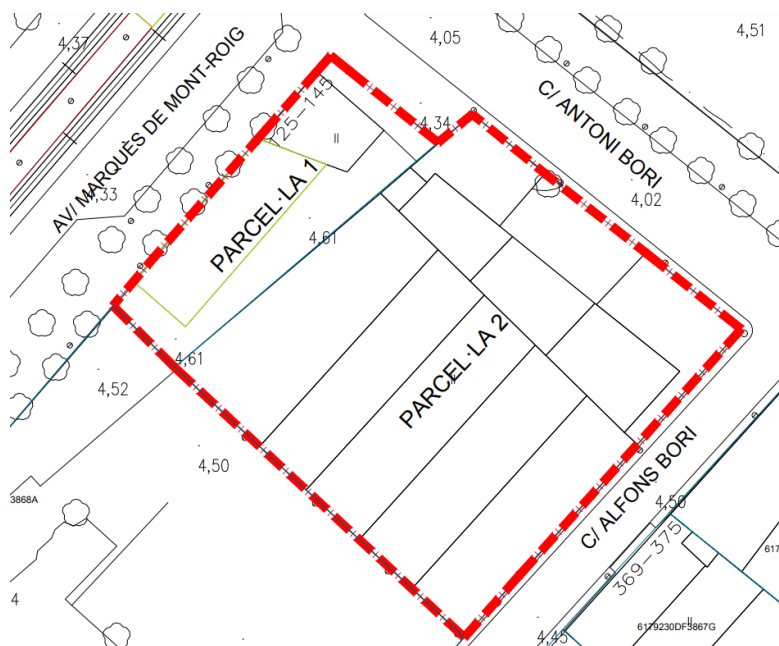 4,37
4,05
4,51
AV/ MARQUÈS DE MONT-ROIG
C/ ANTONI BORI
125-145
II
4,34
4,33
4,02
PARCEL·LA 1
4,61
4,61
4,52
PARCEL·LA 2
4,50
3868A
C/ ALFONS BORI
4,50
369-375
617
4
4,45
II
6179230DF3867G